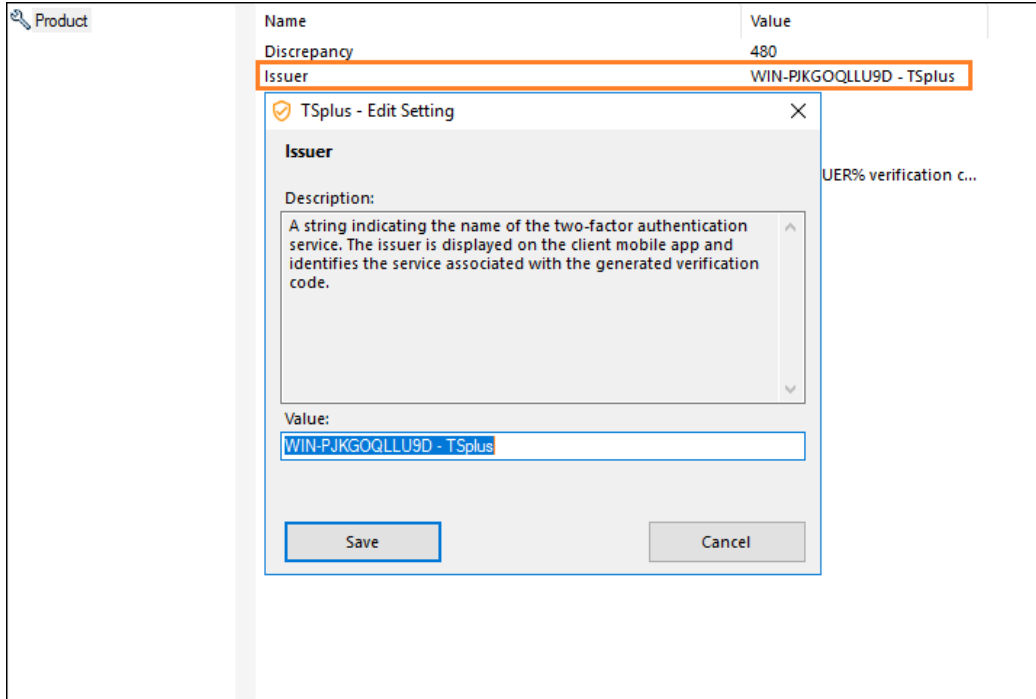 Product
Name Value
Discrepancy 480
Issuer WIN-PJKGOQLLU9D - TSplus
TSplus - Edit Setting
Issuer
UER% verification c...
Description:
A string indicating the name of the two-factor authentication
service. The issuer is displayed on the client mobile app and
identifies the service associated with the generated verification
code.
Value:
WIN-PJKGOQLLU9D - TSplus
Save Cancel